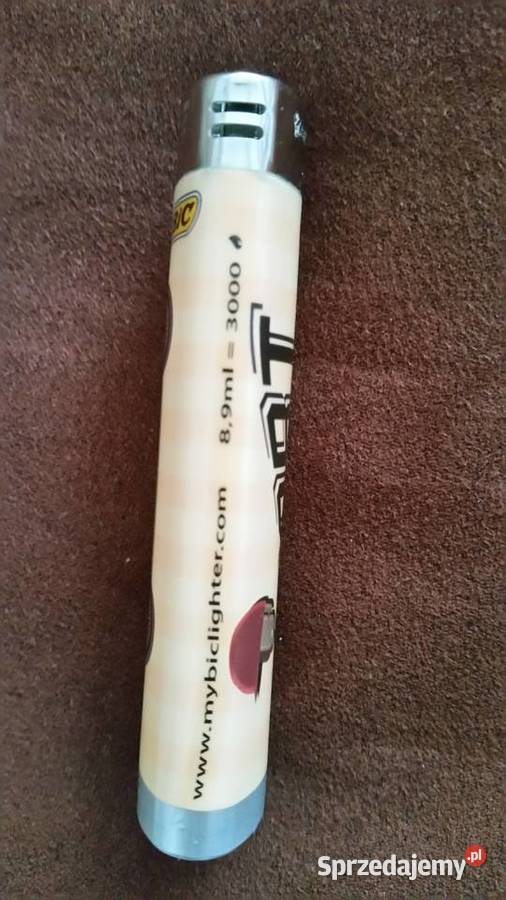 BIC
www.mybiclighter.com 8,9ml = 3000
Sprzedajemy.pl